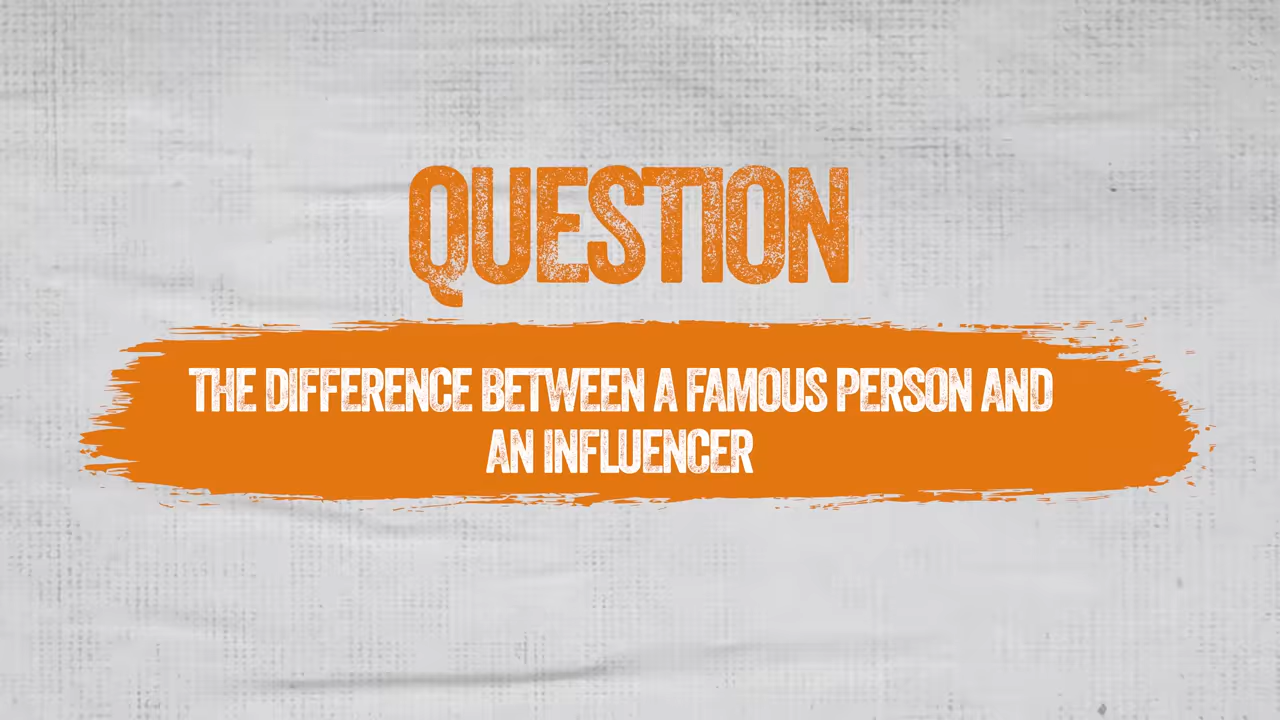 QUESTION
THE DIFFERENCE BETWEEN A FAMOUS PERSON AND
AN INFLUENCER